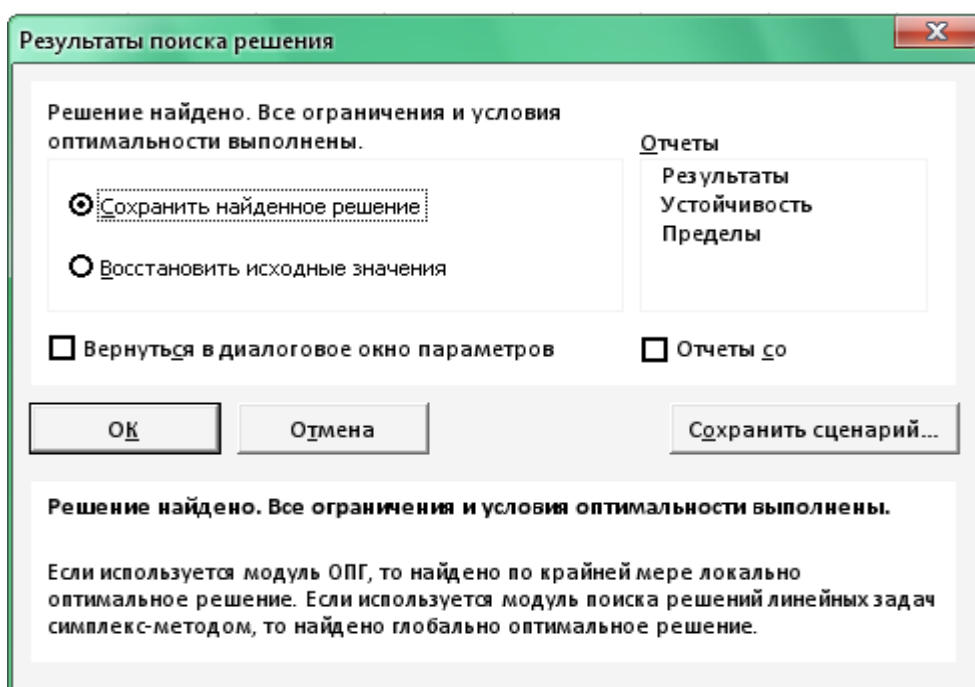 Результаты поиска решения
Решение найдено. Все ограничения и условия
оптимальности выполнены.
Отчеты
Сохранить найденное решение
Восстановить исходные значения
Результаты
Устойчивость
Пределы
Вернуться в диалоговое окно параметров
Отчеты со
ОК
Отмена
Сохранить сценарий...
Решение найдено. Все ограничения и условия оптимальности выполнены.
Если используется модуль ОПГ, то найдено по крайней мере локально
оптимальное решение. Если используется модуль поиска решений линейных задач
симплекс-методом, то найдено глобально оптимальное решение.